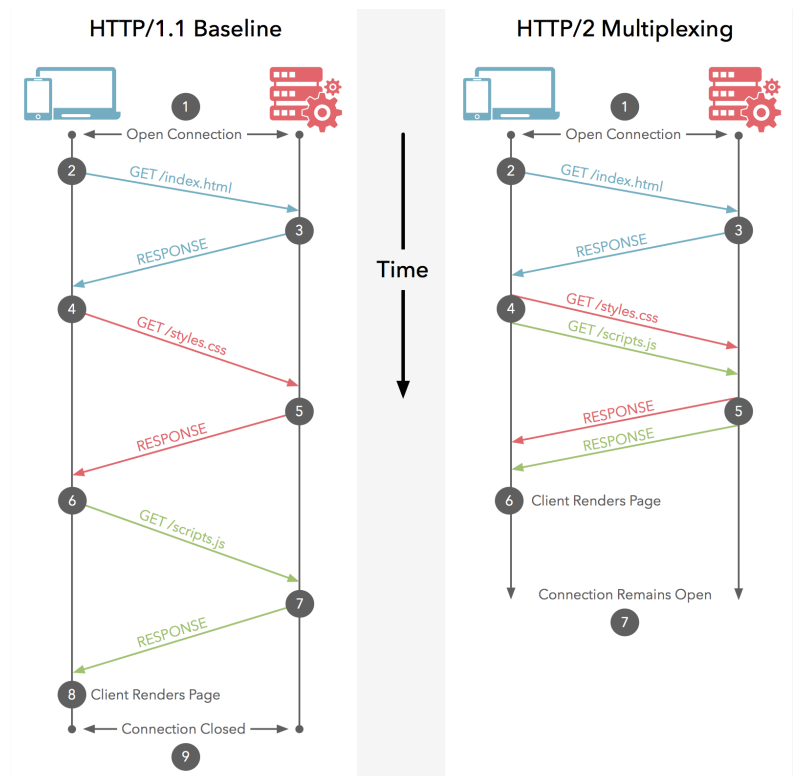 HTTP/1.1 Baseline
1
Open Connection
2
GET /index.html
3
RESPONSE
4
GET /styles.css
5
RESPONSE
6
GET /scripts.js
7
RESPONSE
8 Client Renders Page
Connection Closed
9
Time
HTTP/2 Multiplexing
1
Open Connection
2
GET /index.html
3
RESPONSE
4
GET /styles.css
GET /scripts.js
5
RESPONSE
RESPONSE
6 Client Renders Page
Connection Remains Open
7